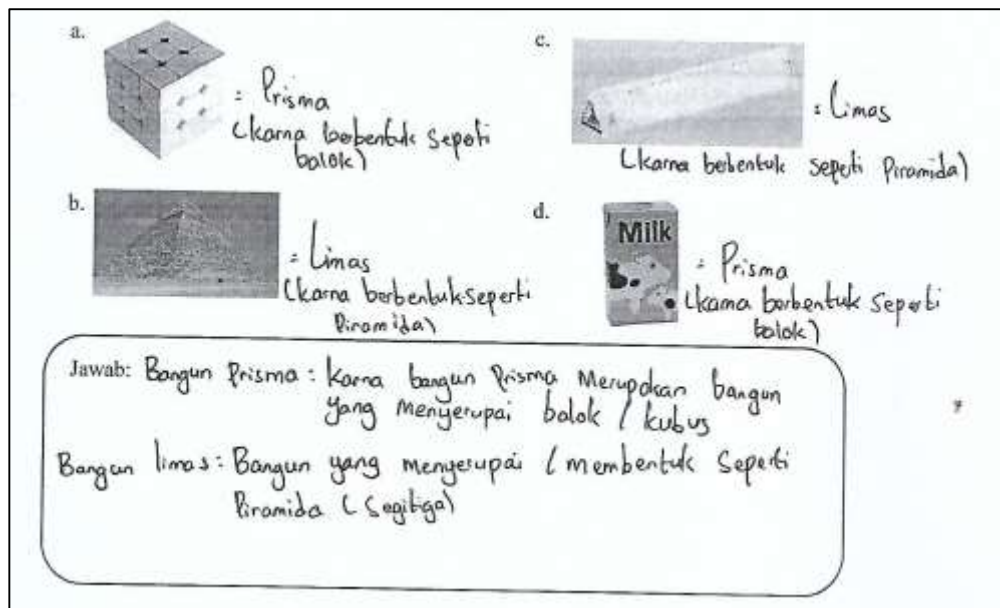 a.
= Prisma
(karna berbentuk seperti
balok)
b.
= Limas
(karna berbentuk seperti
Piramida)
c.
= Limas
(karna berbentuk seperti Piramida)
d.
Milk
= Prisma
(karna berbentuk seperti
balok)
Jawab: Bangun Prisma : Karna bangun Prisma Merupakan bangun
yang menyerupai balok / kubus
Bangun limas : Bangun yang menyerupai / membentuk seperti
Piramida (segitiga)